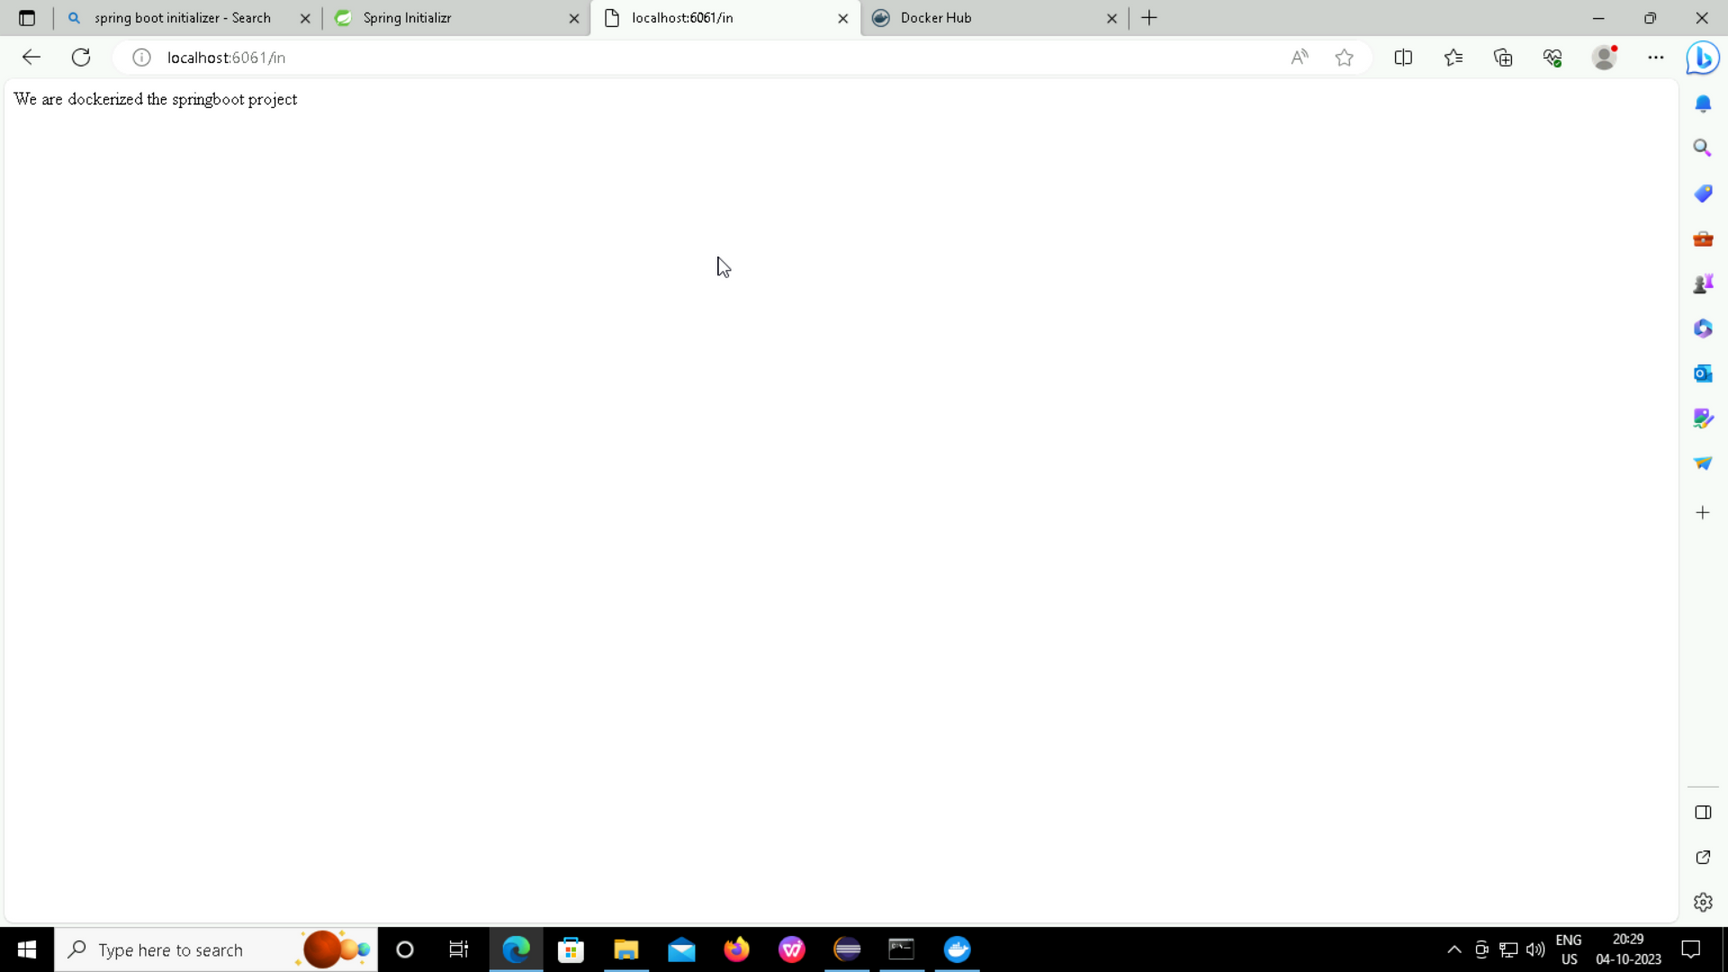 spring boot initializer - Search
Spring Initializr
localhost:6061/in
Docker Hub
localhost:6061/in
We are dockerized the springboot project
Type here to search
ENG
US
20:29
04-10-2023